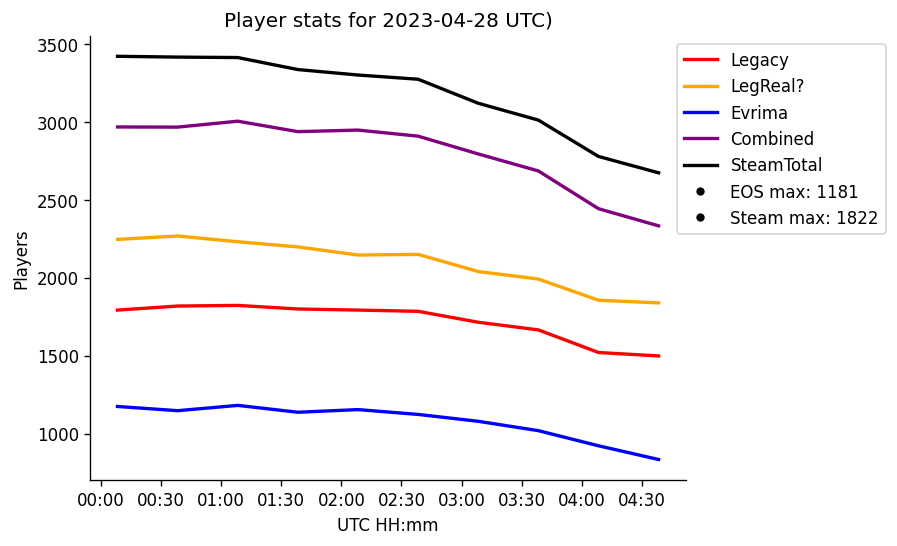 Player stats for 2023-04-28 UTC)
3500
3000
2500
2000
1500
1000
Players
00:00 00:30 01:00 01:30 02:00 02:30 03:00 03:30 04:00 04:30
UTC HH:mm
Legacy
LegReal?
Evrima
Combined
SteamTotal
EOS max: 1181
Steam max: 1822